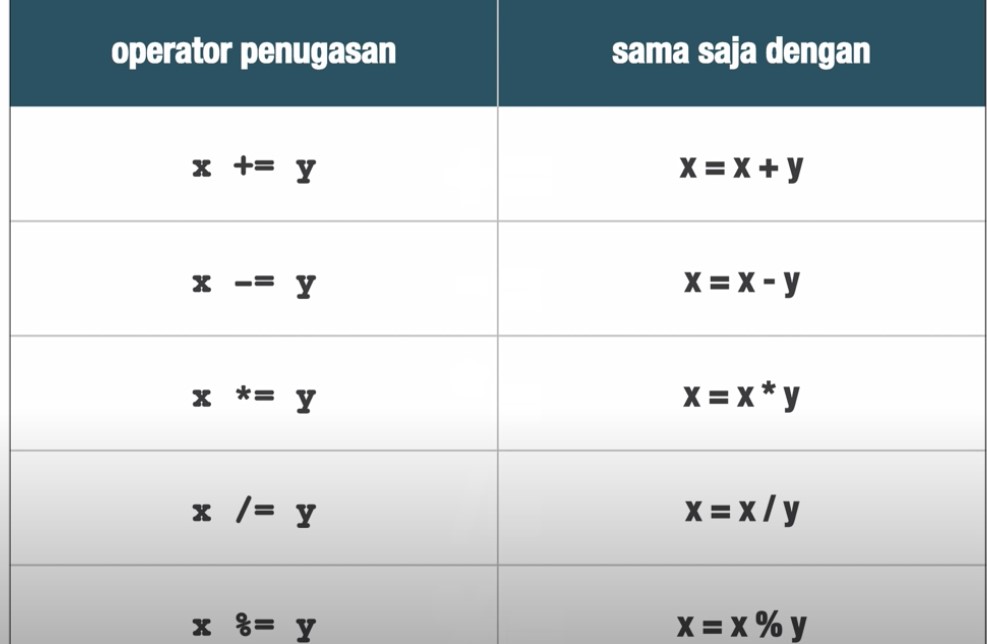 operator penugasan sama saja dengan
x += y x = x + y
x -= y x = x - y
x *= y x = x * y
x /= y x = x / y
x %= y x = x % y